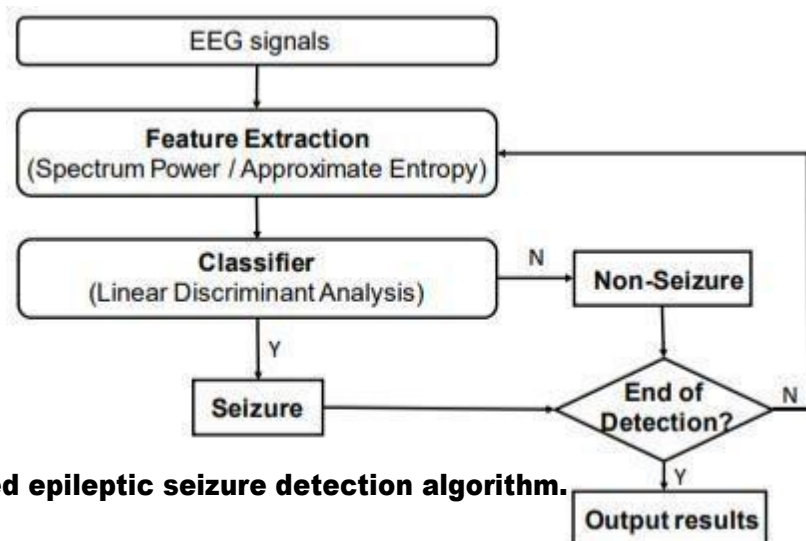 EEG signals
Feature Extraction
(Spectrum Power / Approximate Entropy)
Classifier
(Linear Discriminant Analysis)
N
Non-Seizure
Y
Seizure
End of
Detection?
N
ed epileptic seizure detection algorithm.
Y
Output results